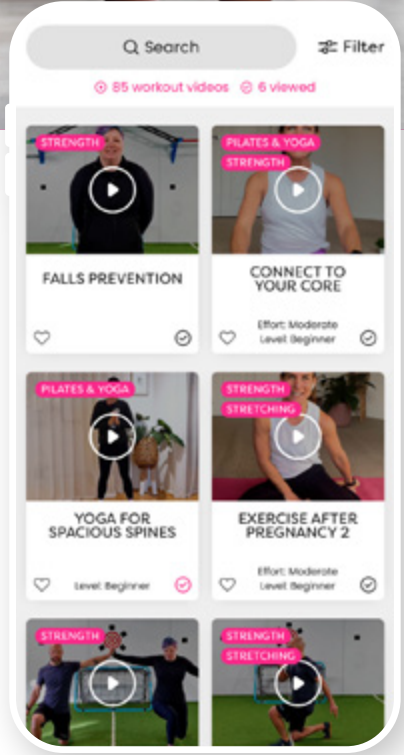 Search
Filter
85 workout videos
6 viewed
STRENGTH
FALLS PREVENTION
PILATES & YOGA
STRENGTH
CONNECT TO
YOUR CORE
Effort: Moderate
Level: Beginner
PILATES & YOGA
YOGA FOR
SPACIOUS SPINES
Level: Beginner
STRENGTH
STRETCHING
EXERCISE AFTER
PREGNANCY 2
Effort: Moderate
Level: Beginner
STRENGTH
STRENGTH
STRETCHING